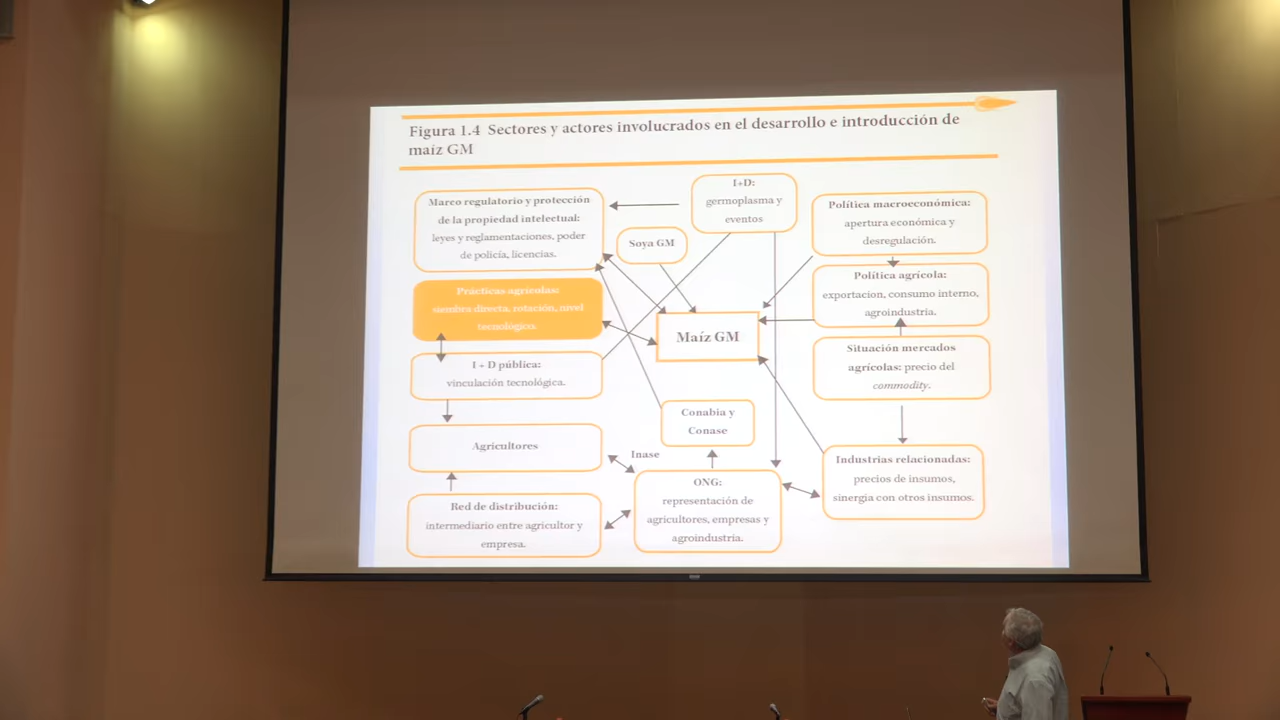 Figura 1.4 Sectores y actores involucrados en el desarrollo e introducción de
maíz GM
Marco regulatorio y protección
de la propiedad intelectual:
leyes y reglamentaciones, poder
de policía, licencias.
I+D:
germoplasma y
eventos
Soya GM
Política macroeconómica:
apertura económica y
desregulación.
Prácticas agrícolas:
siembra directa, rotación, nivel
tecnológico.
Maíz GM
Política agrícola:
exportacion, consumo interno,
agroindustria.
I + D pública:
vinculación tecnológica.
Situación mercados
agrícolas: precio del
commodity.
Agricultores
Conabia y
Conase
Inase
Red de distribución:
intermediario entre agricultor y
empresa.
ONG:
representación de
agricultores, empresas y
agroindustria.
Industrias relacionadas:
precios de insumos,
sinergia con otros insumos.